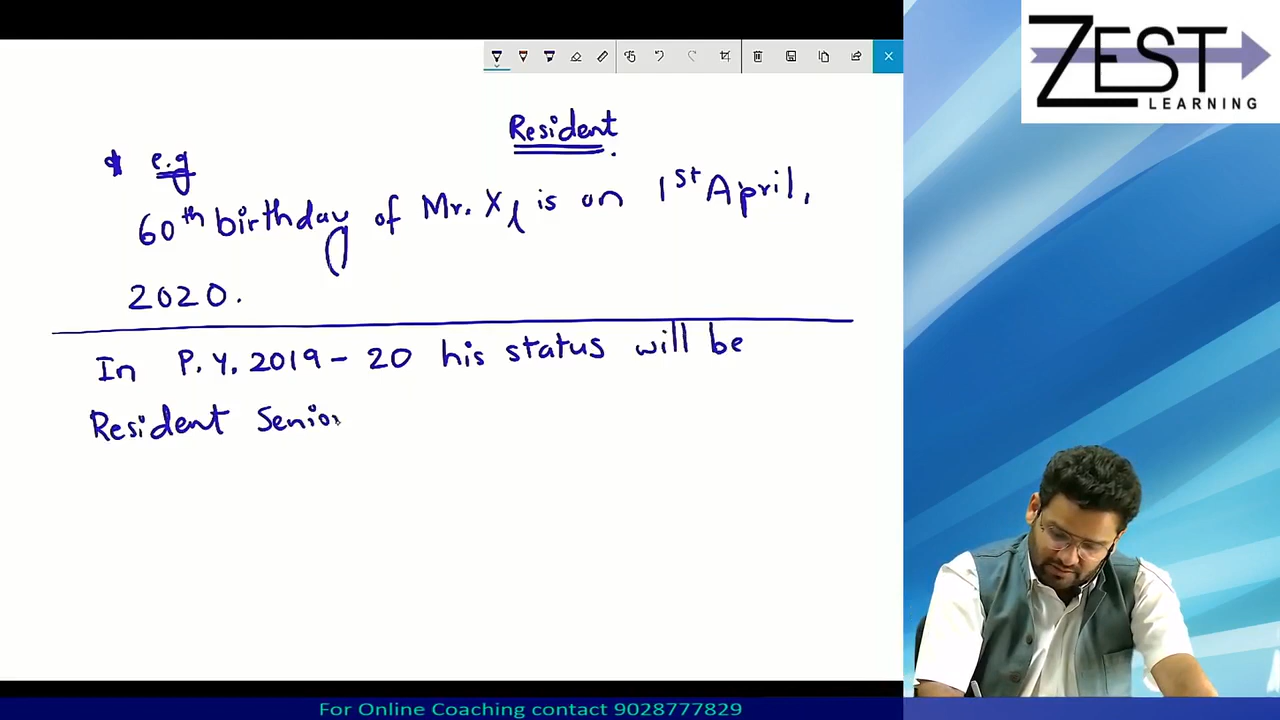 ZEST
LEARNING
Resident
* e.g
60th birthday of Mr. X, is on 1st April,
2020.
In P.Y. 2019-20 his status will be
Resident Senior
For Online Coaching contact 9028777829